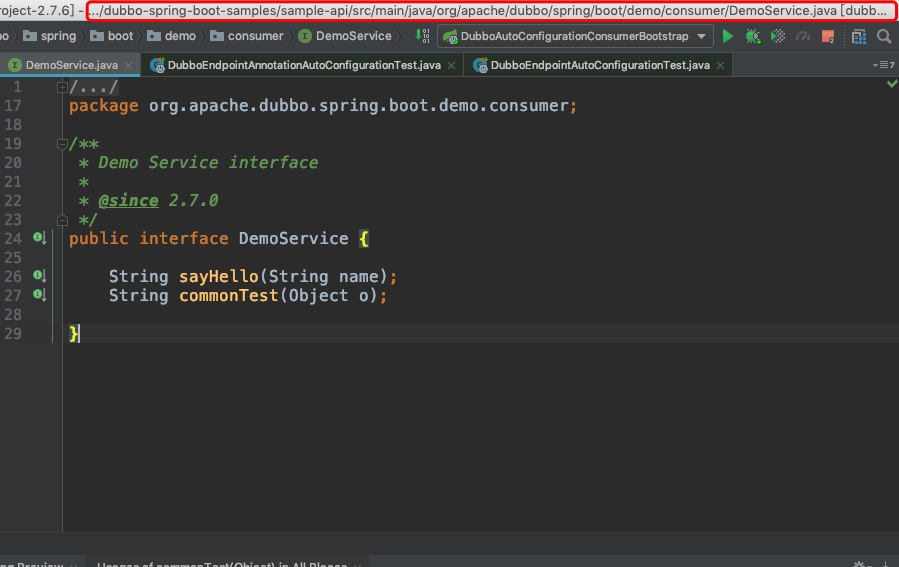 roject-2.7.6] - .../dubbo-spring-boot-samples/sample-api/src/main/java/org/apache/dubbo/spring/boot/demo/consumer/DemoService.java [dubb...
bo spring boot demo consumer I DemoService DubboAutoConfigurationConsumerBootstrap 2
DemoService.java DubboEndpointAnnotationAutoConfigurationTest.java DubboEndpointAutoConfigurationTest.java 7
1 /.../
17 package org.apache.dubbo.spring.boot.demo.consumer;
18
19 /**
20 * Demo Service interface
21 *
22 * @since 2.7.0
23 */
24 public interface DemoService {
25
26 String sayHello(String name);
27 String commonTest(Object o);
28
29 }
ng Preview Usages of commonTest(Object) in All Places